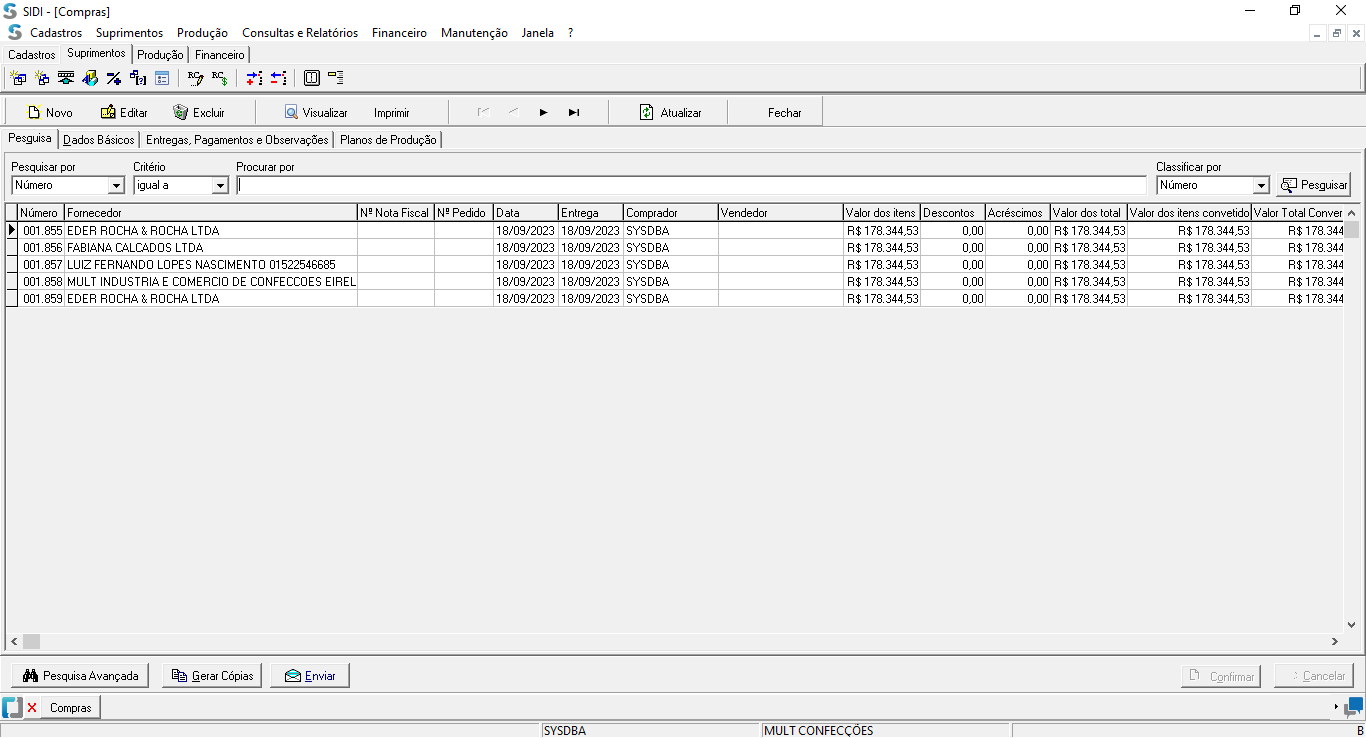 SIDI - [Compras]
Cadastros Suprimentos Produção Consultas e Relatórios Financeiro Manutenção Janela ?
Cadastros Suprimentos Produção Financeiro
Novo Editar Excluir Visualizar Imprimir Atualizar Fechar
Pesquisa Dados Básicos Entregas, Pagamentos e Observações Planos de Produção
Pesquisar por Critério Procurar por Classificar por
Número igual a Número Pesquisar
Número Fornecedor Nº Nota Fiscal Nº Pedido Data Entrega Comprador Vendedor Valor dos itens Descontos Acréscimos Valor dos total Valor dos itens convetido Valor Total Conver
001.855 EDER ROCHA & ROCHA LTDA 18/09/2023 18/09/2023 SYSDBA R$ 178.344,53 0,00 0,00 R$ 178.344,53 R$ 178.344,53 R$ 178.344
001.856 FABIANA CALCADOS LTDA 18/09/2023 18/09/2023 SYSDBA R$ 178.344,53 0,00 0,00 R$ 178.344,53 R$ 178.344,53 R$ 178.344
001.857 LUIZ FERNANDO LOPES NASCIMENTO 01522546685 18/09/2023 18/09/2023 SYSDBA R$ 178.344,53 0,00 0,00 R$ 178.344,53 R$ 178.344,53 R$ 178.344
001.858 MULT INDUSTRIA E COMERCIO DE CONFECCOES EIREL 18/09/2023 18/09/2023 SYSDBA R$ 178.344,53 0,00 0,00 R$ 178.344,53 R$ 178.344,53 R$ 178.344
001.859 EDER ROCHA & ROCHA LTDA 18/09/2023 18/09/2023 SYSDBA R$ 178.344,53 0,00 0,00 R$ 178.344,53 R$ 178.344,53 R$ 178.344
Pesquisa Avançada Gerar Cópias Enviar Confirmar Cancelar
Compras
SYSDBA MULT CONFECÇÕES B